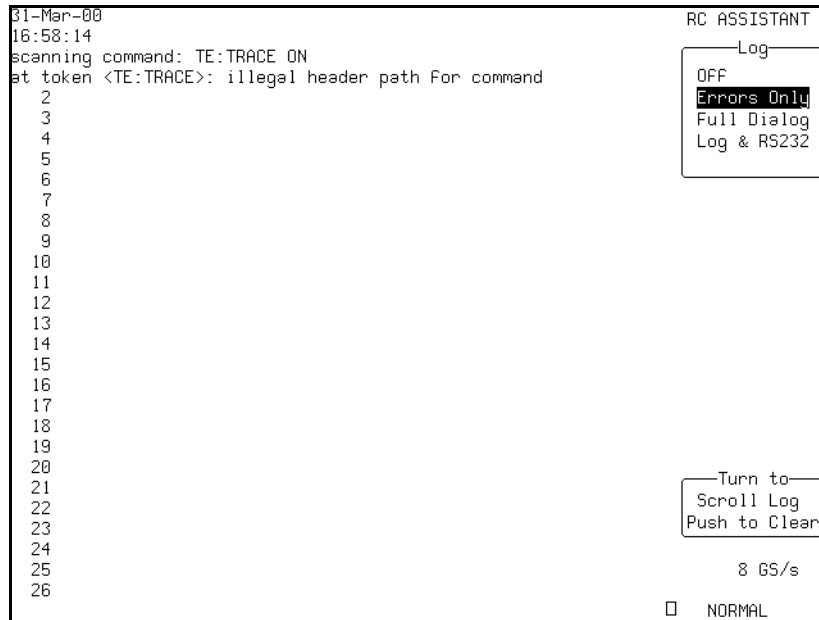 31-Mar-00
16:58:14
scanning command: TE:TRACE ON
at token <TE:TRACE>: illegal header path For command
2
3
4
5
6
7
8
9
10
11
12
13
14
15
16
17
18
19
20
21
22
23
24
25
26
RC ASSISTANT
Log
OFF
Errors Only
Full Dialog
Log & RS232
Turn to
Scroll Log
Push to Clear
8 GS/s
NORMAL